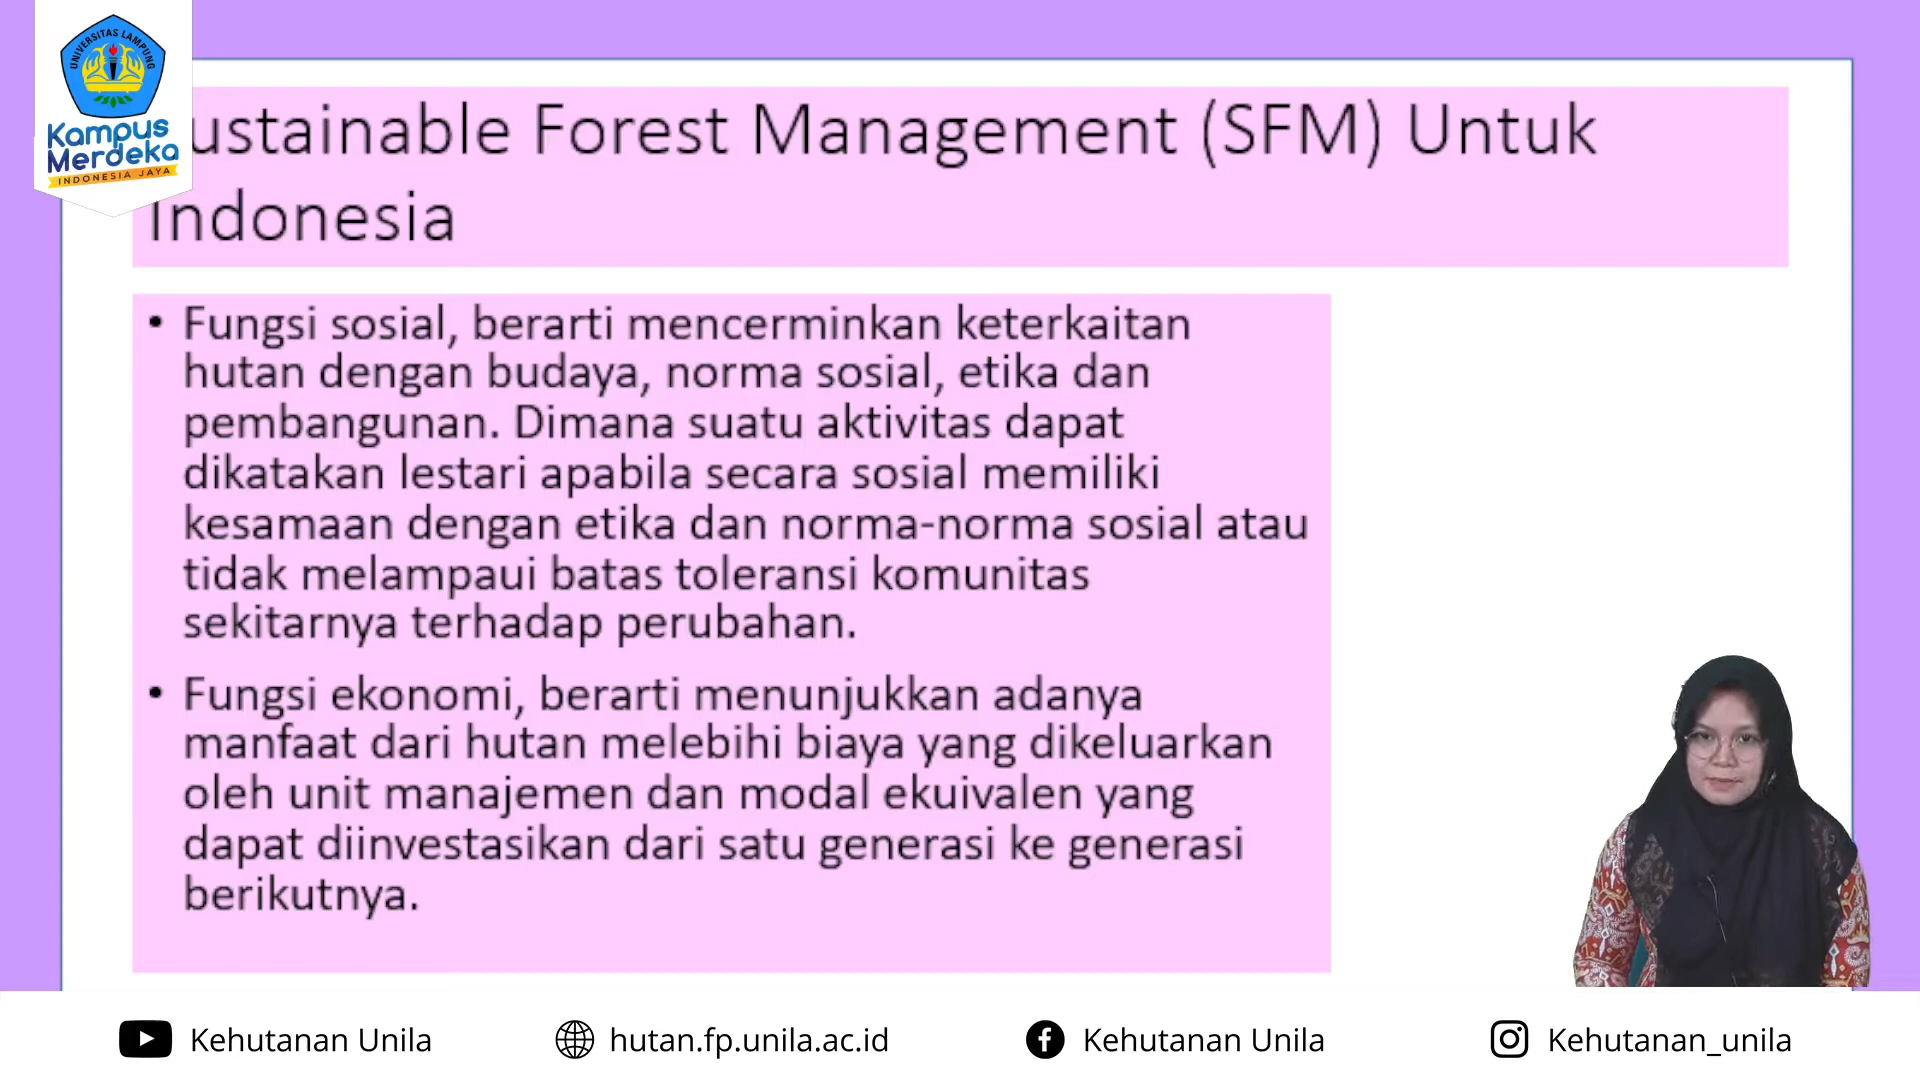 UNIVERSITAS LAMPUNG
Kampus
Merdeka
INDONESIA JAYA
ustainable Forest Management (SFM) Untuk
Indonesia
• Fungsi sosial, berarti mencerminkan keterkaitan
hutan dengan budaya, norma sosial, etika dan
pembangunan. Dimana suatu aktivitas dapat
dikatakan lestari apabila secara sosial memiliki
kesamaan dengan etika dan norma-norma sosial atau
tidak melampaui batas toleransi komunitas
sekitarnya terhadap perubahan.
• Fungsi ekonomi, berarti menunjukkan adanya
manfaat dari hutan melebihi biaya yang dikeluarkan
oleh unit manajemen dan modal ekuivalen yang
dapat diinvestasikan dari satu generasi ke generasi
berikutnya.
Kehutanan Unila
hutan.fp.unila.ac.id
Kehutanan Unila
Kehutanan_unila